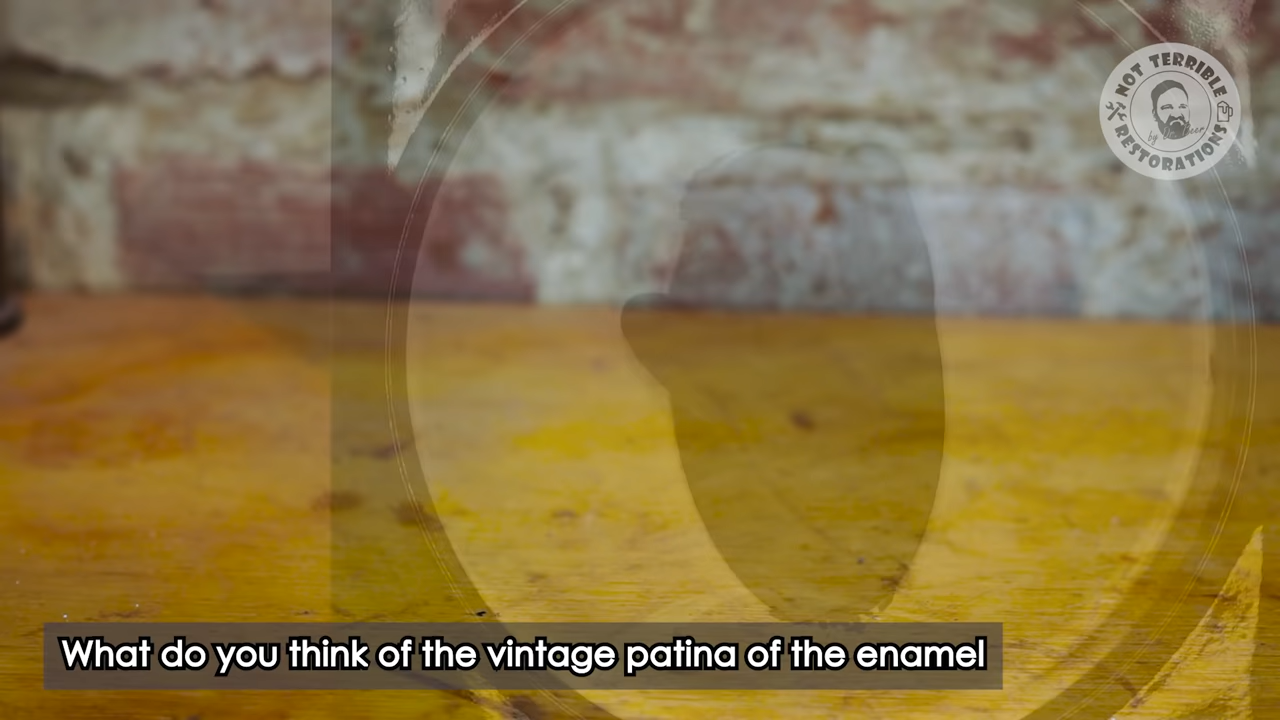 NOT TERRIBLE
RESTORATIONS
What do you think of the vintage patina of the enamel